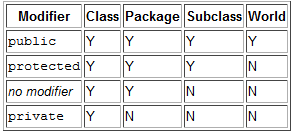 Modifier Class Package Subclass World
public Y Y Y Y
protected Y Y Y N
no modifier Y Y N N
private Y N N N